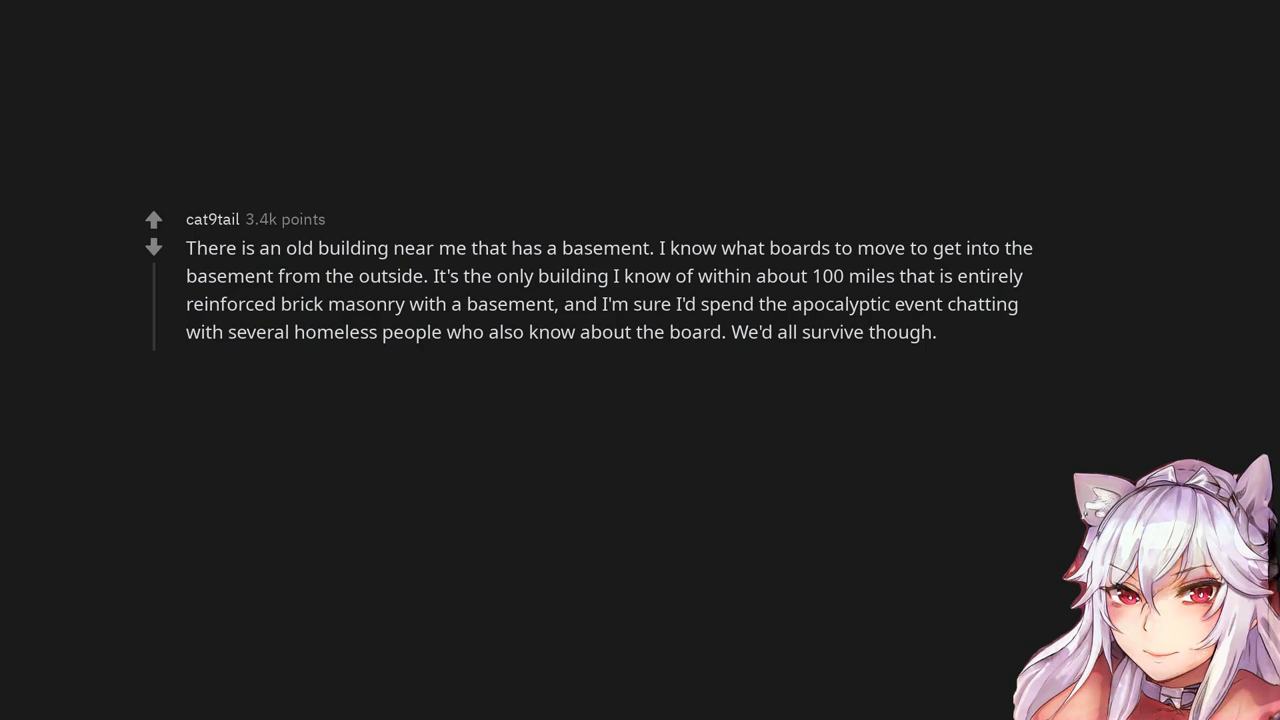 cat9tail 3.4k points
There is an old building near me that has a basement. I know what boards to move to get into the
basement from the outside. It's the only building I know of within about 100 miles that is entirely
reinforced brick masonry with a basement, and I'm sure I'd spend the apocalyptic event chatting
with several homeless people who also know about the board. We'd all survive though.